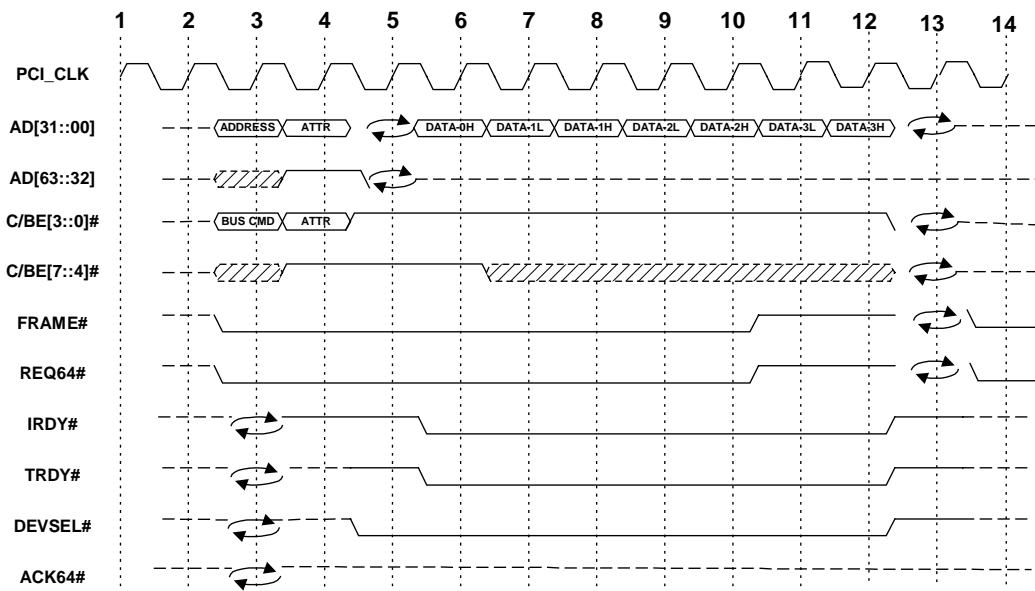 1 2 3 4 5 6 7 8 9 10 11 12 13 14
PCI_CLK
AD[31::00] ADDRESS ATTR DATA-0H DATA-1L DATA-1H DATA-2L DATA-2H DATA-3L DATA-3H
AD[63::32]
C/BE[3::0]# BUS CMD ATTR
C/BE[7::4]#
FRAME#
REQ64#
IRDY#
TRDY#
DEVSEL#
ACK64#